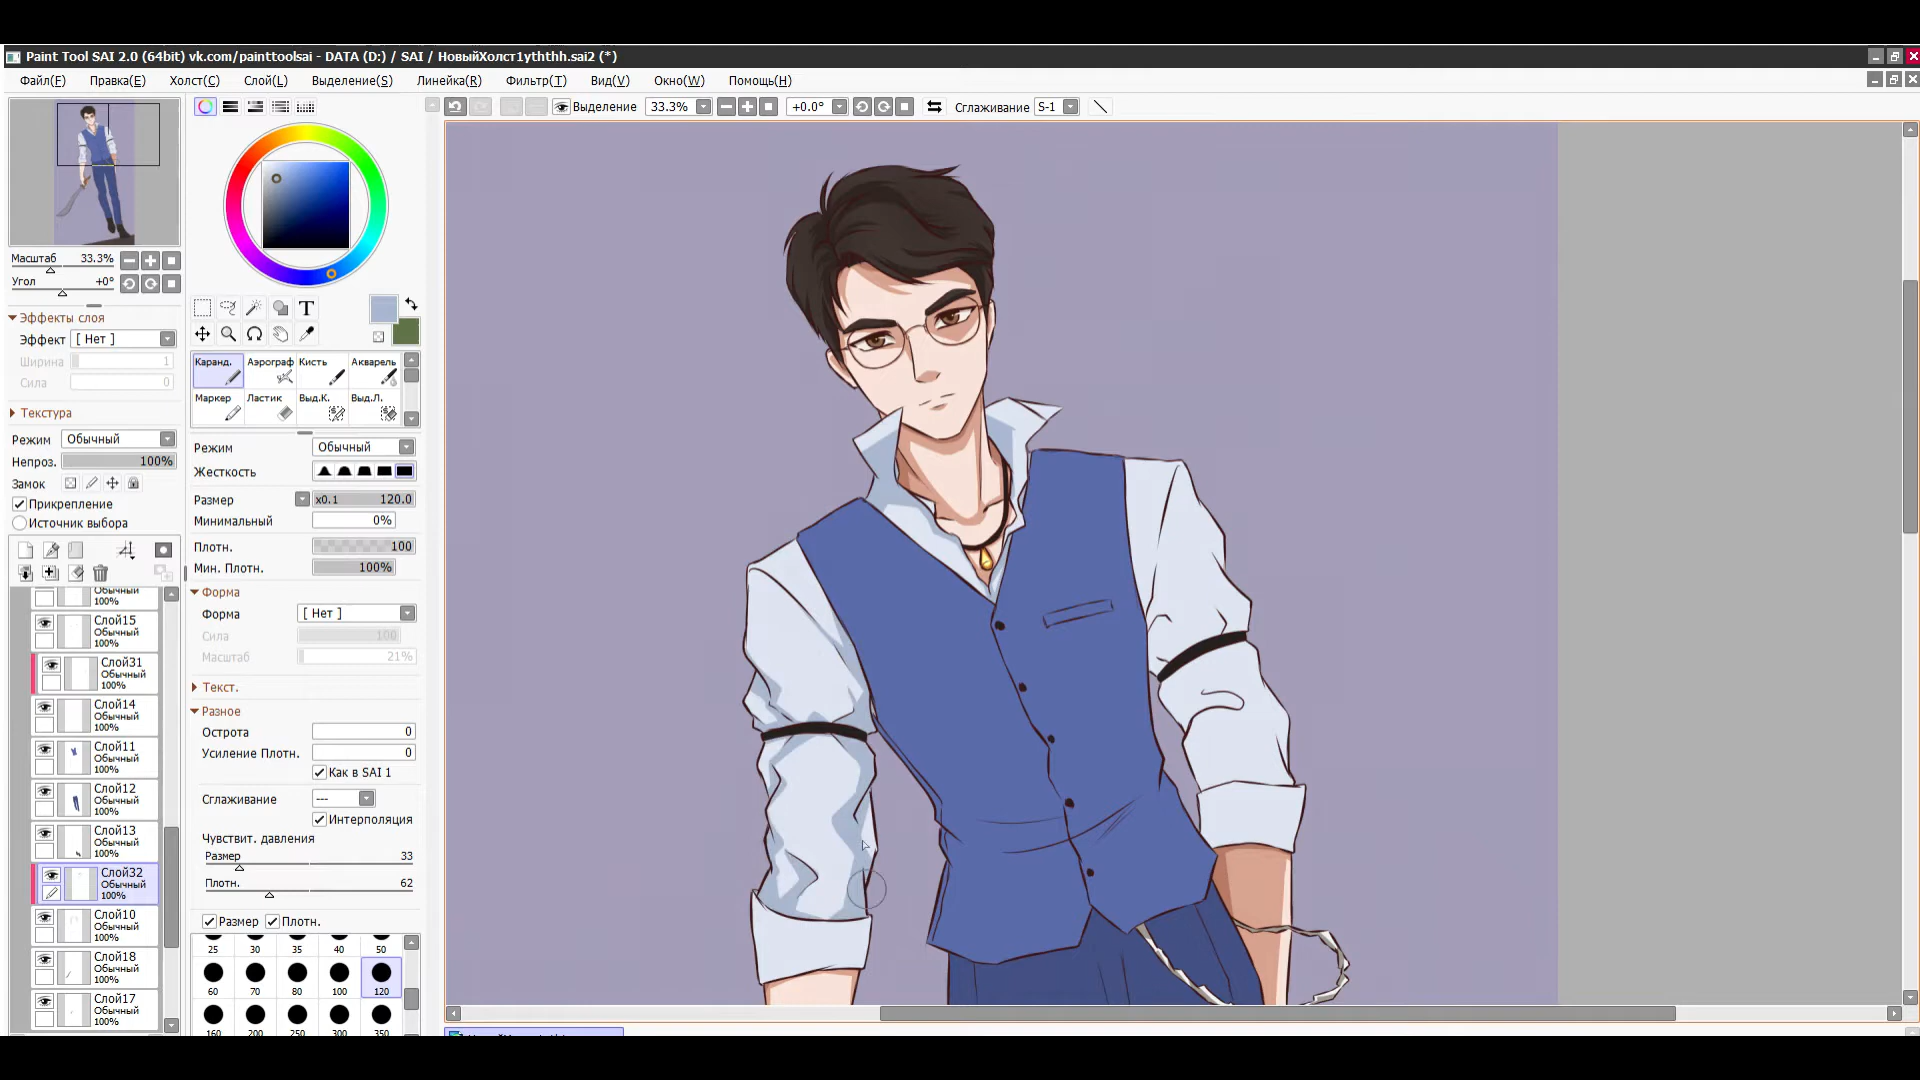 Paint Tool SAI 2.0 (64bit) vk.com/painttoolsai - DATA (D:) / SAI / НовыйХолст1yththh.sai2 (*)
Файл(F) Правка(E) Холст(C) Слой(L) Выделение(S) Линейка(R) Фильтр(T) Вид(V) Окно(W) Помощь(H)
Выделение 33.3% +0.0° Сглаживание S-1
Масштаб 33.3%
Угол +0°
Эффекты слоя
Эффект [ Нет ]
Ширина 1
Сила 0
Текстура
Режим Обычный
Непроз. 100%
Замок
Прикрепление
Источник выбора
Обычный
100%
Слой15
Обычный
100%
Слой31
Обычный
100%
Слой14
Обычный
100%
Слой11
Обычный
100%
Слой12
Обычный
100%
Слой13
Обычный
100%
Слой32
Обычный
100%
Слой10
Обычный
100%
Слой18
Обычный
100%
Слой17
Обычный
100%
T
Каранд. Аэрограф Кисть Акварель
Маркер Ластик Выд.К. Выд.Л.
Режим Обычный
Жесткость
Размер x0.1 120.0
Минимальный 0%
Плотн. 100
Мин. Плотн. 100%
Форма
Форма [ Нет ]
Сила 100
Масштаб 21%
Текст.
Разное
Острота 0
Усиление Плотн. 0
Как в SAI 1
Сглаживание ---
Интерполяция
Чувствит. давления
Размер 33
Плотн. 62
Размер Плотн.
25 30 35 40 50
60 70 80 100 120
160 200 250 300 350